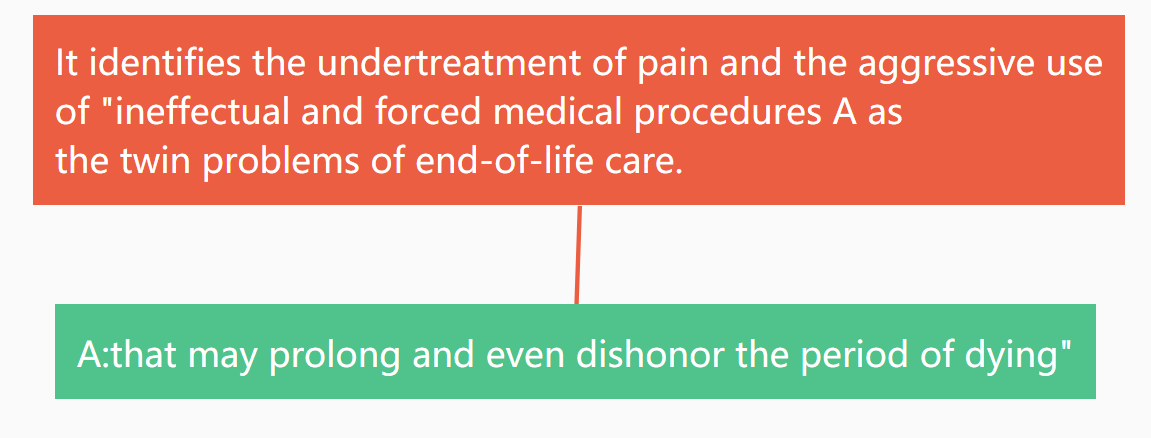 It identifies the undertreatment of pain and the aggressive use
of "ineffectual and forced medical procedures A as
the twin problems of end-of-life care.
A:that may prolong and even dishonor the period of dying"